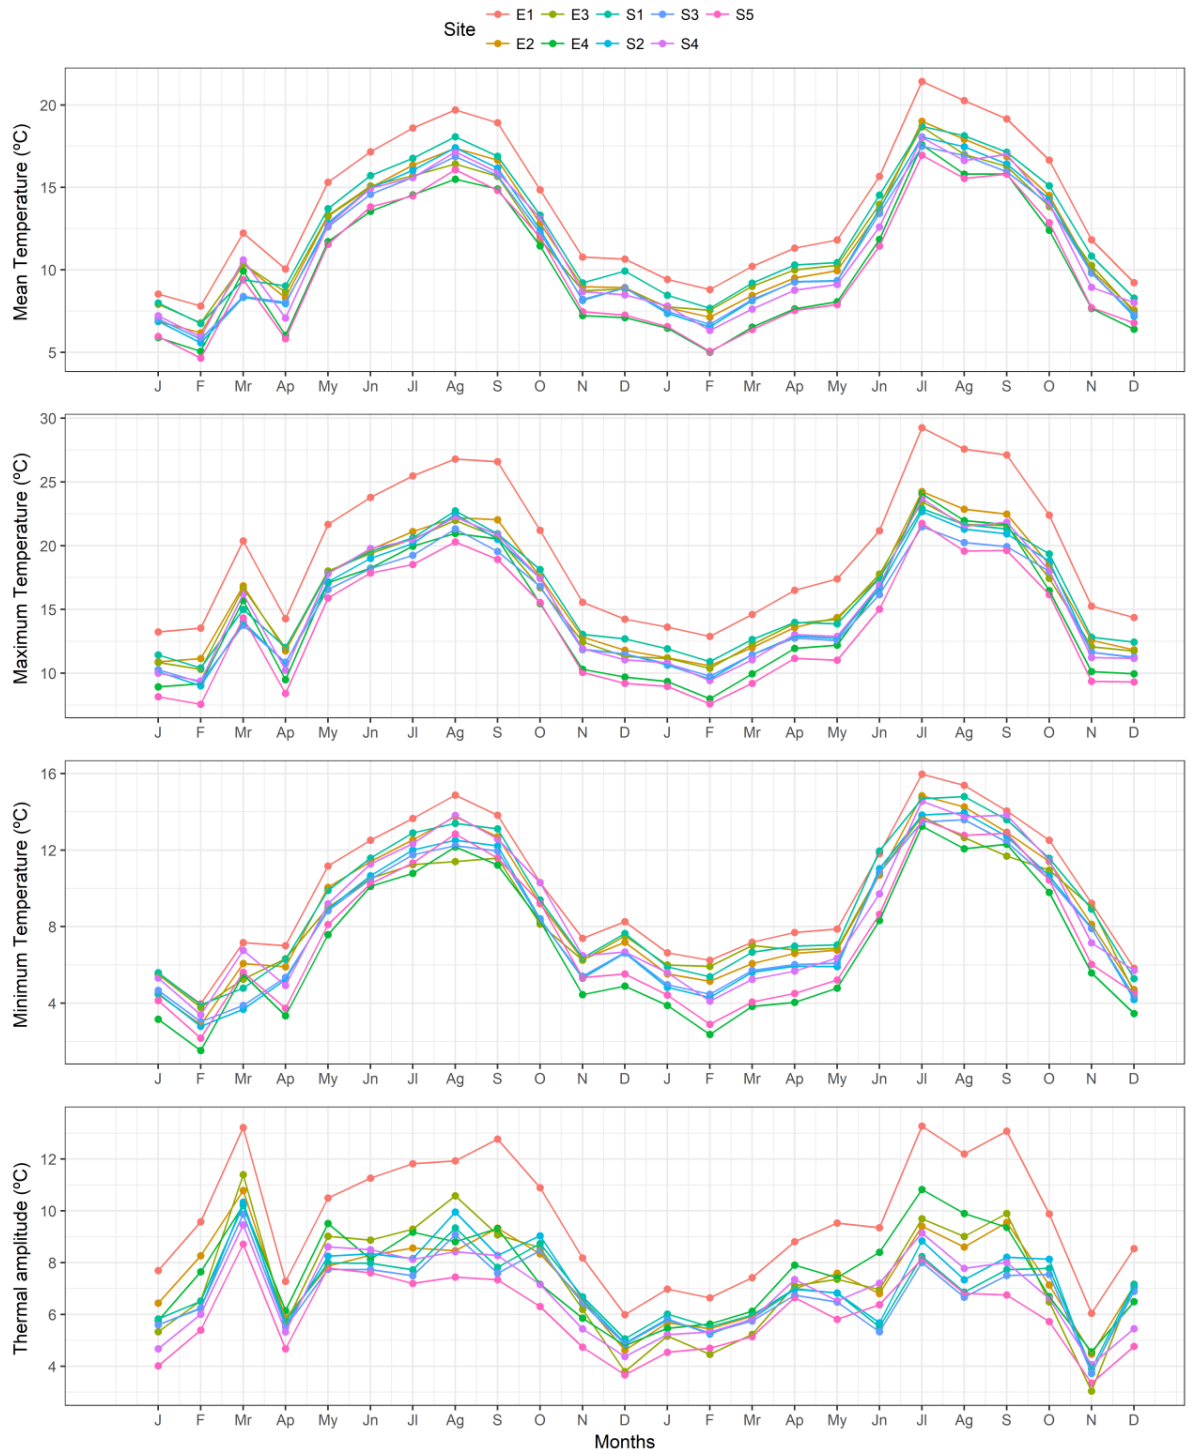 Site E1 E3 S1 S3 S5
E2 E4 S2 S4
Mean Temperature (ºC)
20
15
10
5
J F Mr Ap My Jn Jl Ag S O N D J F Mr Ap My Jn Jl Ag S O N D
Maximum Temperature (ºC)
30
25
20
15
10
J F Mr Ap My Jn Jl Ag S O N D J F Mr Ap My Jn Jl Ag S O N D
Minimum Temperature (ºC)
16
12
8
4
J F Mr Ap My Jn Jl Ag S O N D J F Mr Ap My Jn Jl Ag S O N D
Thermal amplitude (ºC)
12
10
8
6
4
J F Mr Ap My Jn Jl Ag S O N D J F Mr Ap My Jn Jl Ag S O N D
Months